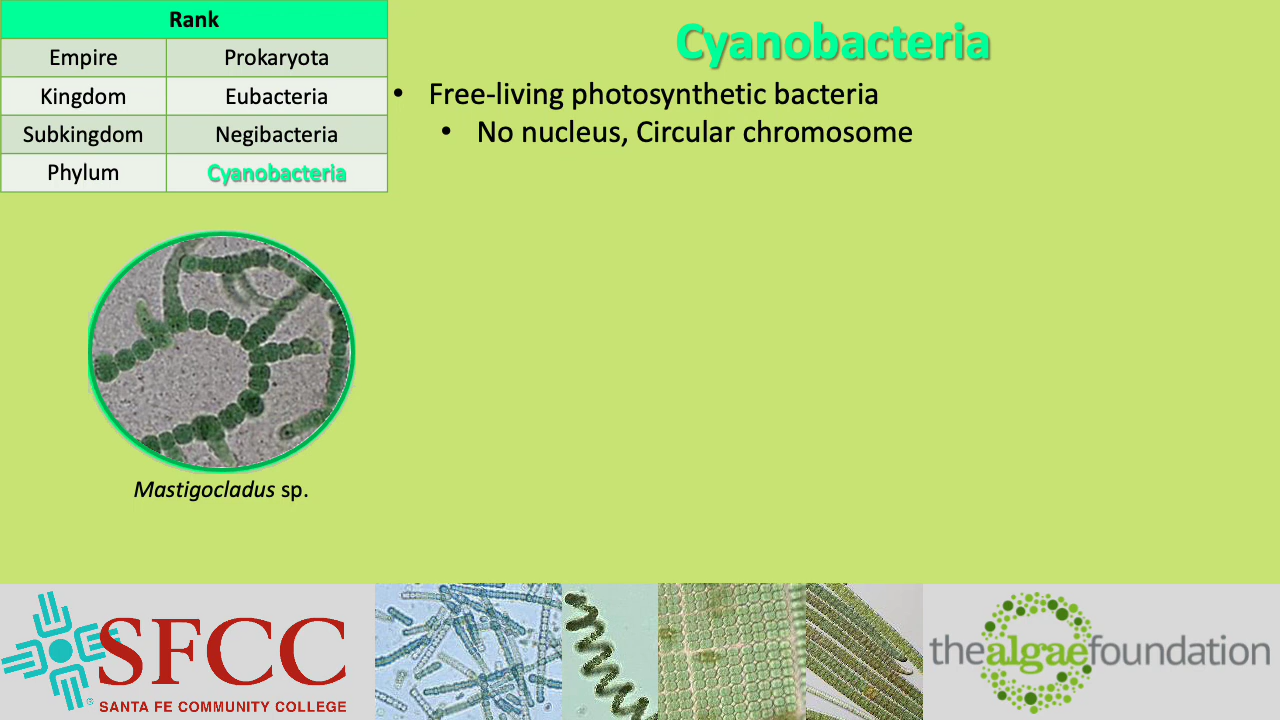 Rank
Empire Prokaryota
Kingdom Eubacteria
Subkingdom Negibacteria
Phylum Cyanobacteria
Cyanobacteria
• Free-living photosynthetic bacteria
• No nucleus, Circular chromosome
Mastigocladus sp.
SFCC
SANTA FE COMMUNITY COLLEGE
thealgaefoundation